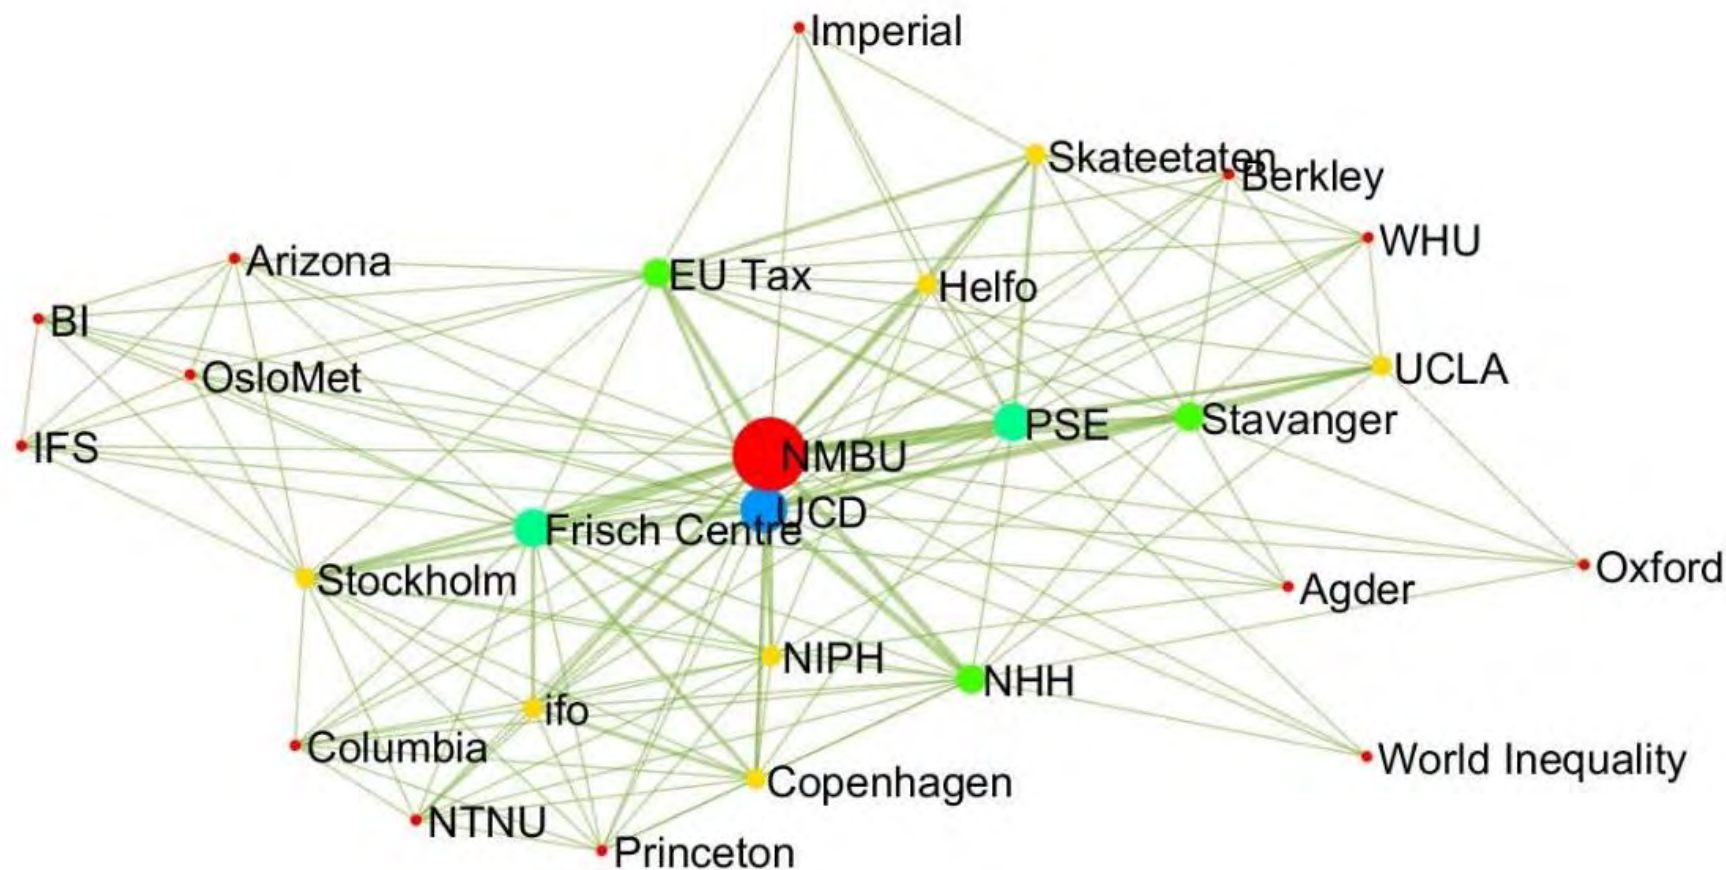 Imperial
Skateetaten
Berkley
WHU
Arizona
EU Tax
Helfo
BI
OsloMet
UCLA
PSE
Stavanger
IFS
NMBU
UCD
Frisch Centre
Stockholm
Oxford
Agder
NIPH
NHH
ifo
Columbia
World Inequality
Copenhagen
NTNU
Princeton